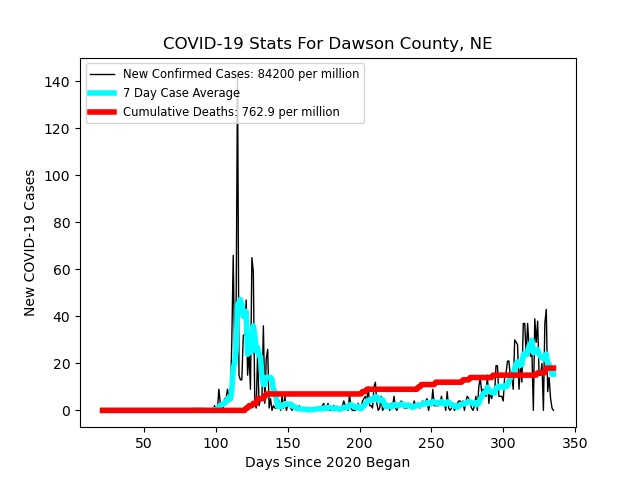 COVID-19 Stats For Dawson County, NE
New Confirmed Cases: 84200 per million
7 Day Case Average
Cumulative Deaths: 762.9 per million
New COVID-19 Cases
140
120
100
80
60
40
20
0
50 100 150 200 250 300 350
Days Since 2020 Began